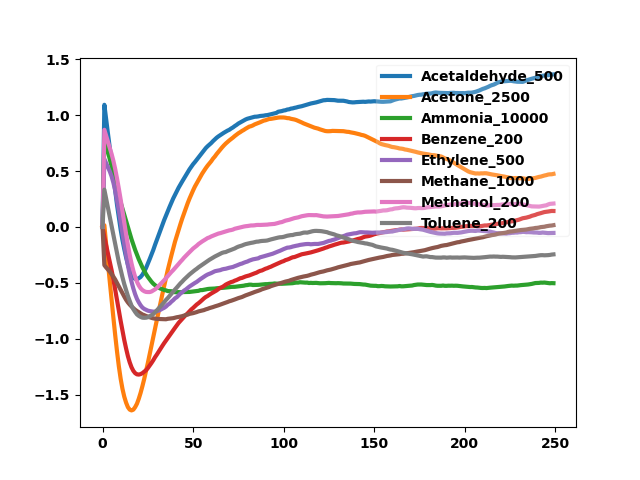 1.5
1.0
0.5
0.0
−0.5
−1.0
−1.5
0 50 100 150 200 250
Acetaldehyde_500
Acetone_2500
Ammonia_10000
Benzene_200
Ethylene_500
Methane_1000
Methanol_200
Toluene_200